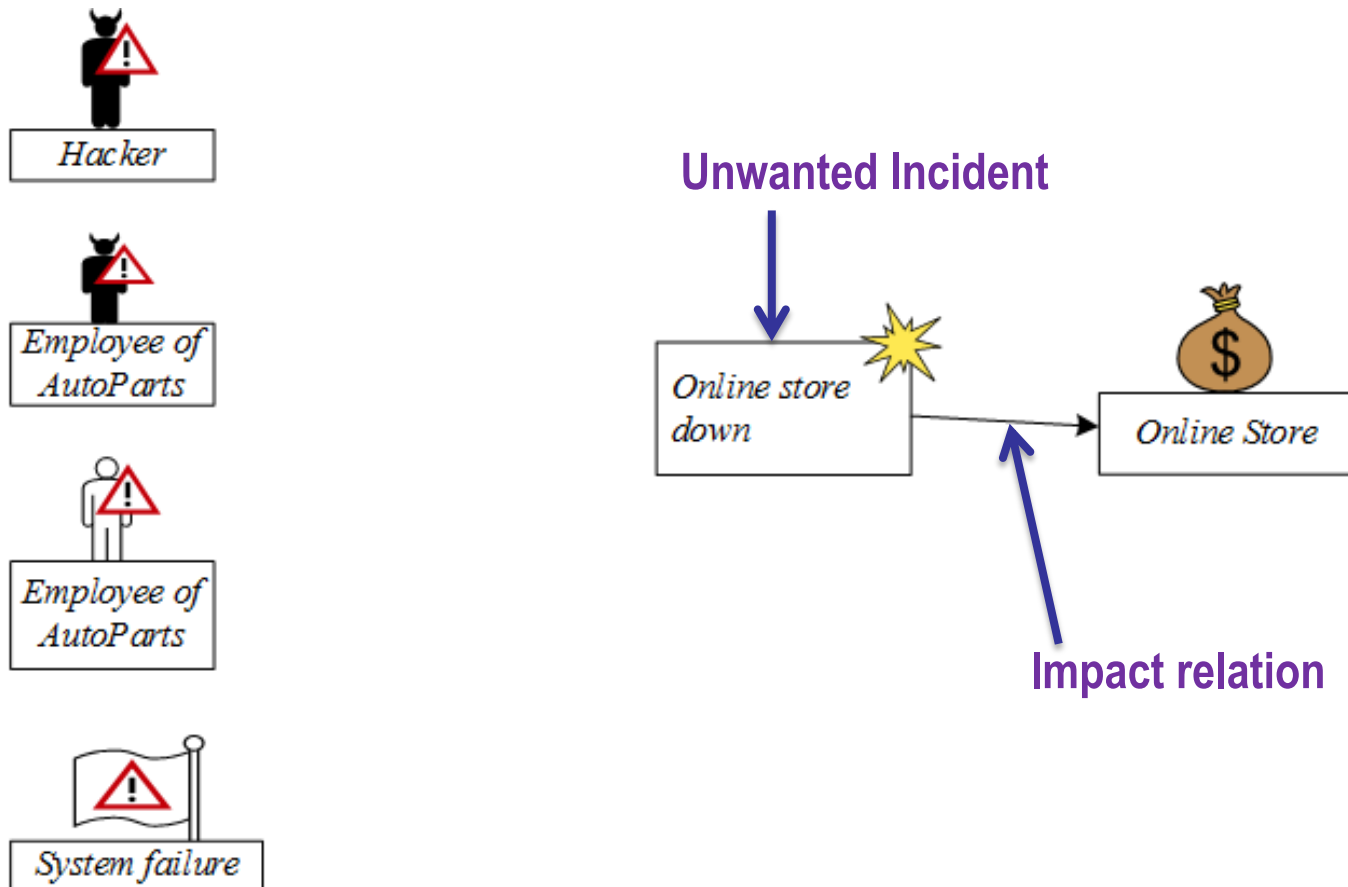 Hacker
Unwanted Incident
Employee of
AutoParts
Online store
down
$
Online Store
Employee of
AutoParts
Impact relation
System failure